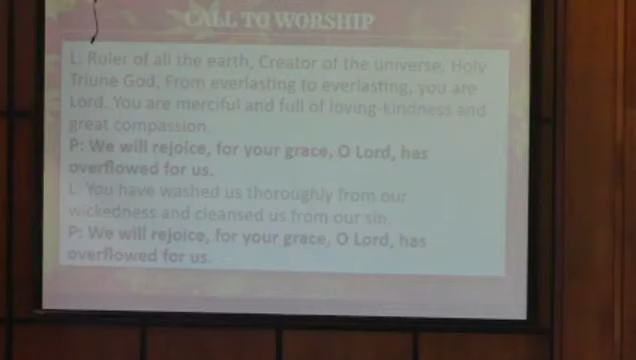 CALL TO WORSHIP
L: Ruler of all the earth, Creator of the universe, Holy
Triune God, From everlasting to everlasting, you are
Lord. You are merciful and full of loving-kindness and
great compassion.
P: We will rejoice, for your grace, O Lord, has
overflowed for us.
L: You have washed us thoroughly from our
wickedness and cleansed us from our sin.
P: We will rejoice, for your grace, O Lord, has
overflowed for us.